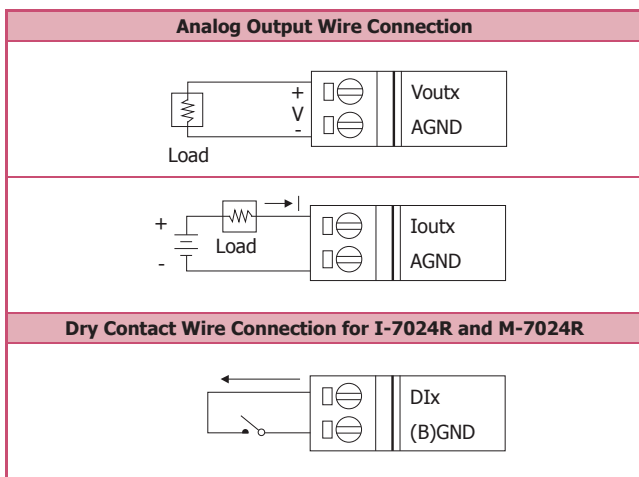 Analog Output Wire Connection
+
V
-
Load
Voutx
AGND
+
-
Load
I
Ioutx
AGND
Dry Contact Wire Connection for I-7024R and M-7024R
DIx
(B)GND